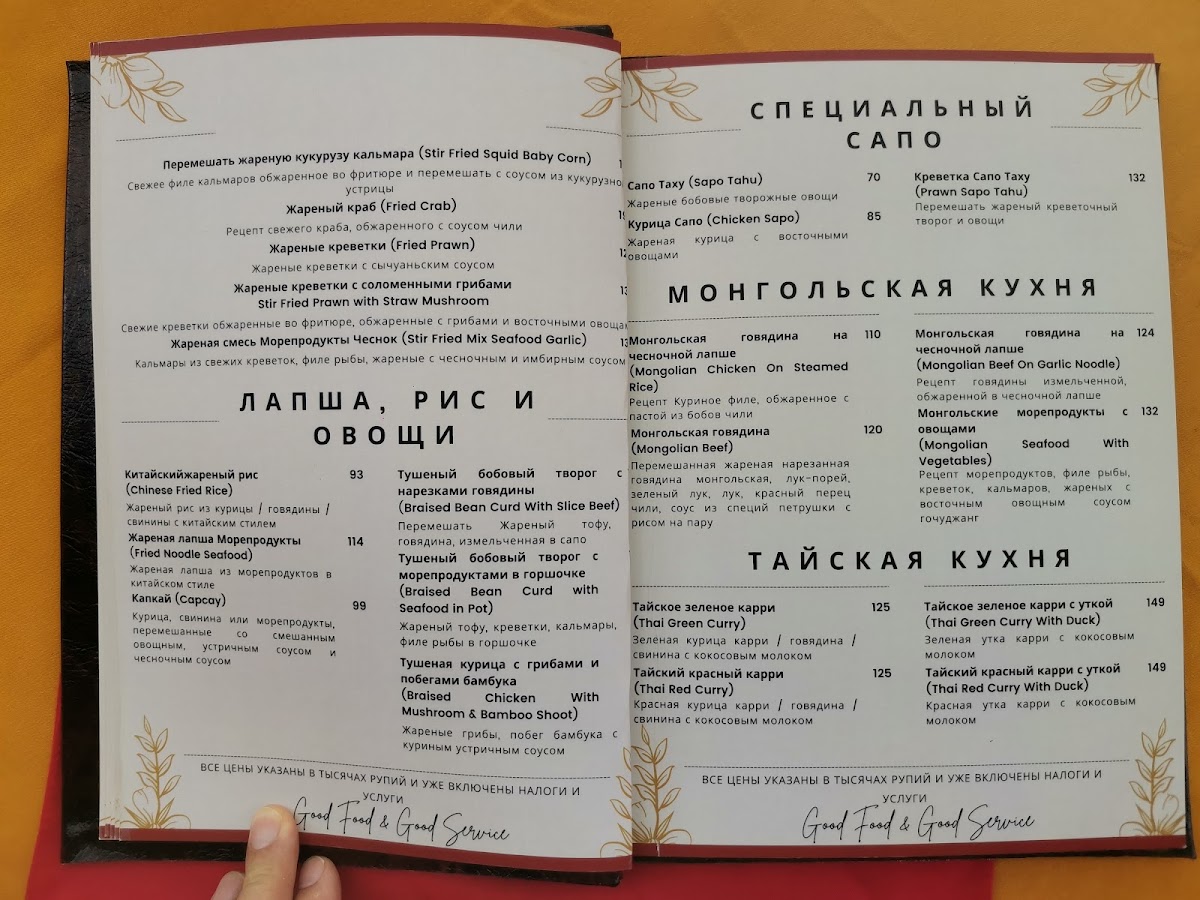 Перемешать жареную кукурузу кальмара (Stir Fried Squid Baby Corn)
Свежее филе кальмаров обжаренное во фритюре и перемешать с соусом из
устрицы
Жареный краб (Fried Crab)
Рецепт свежего краба, обжаренного с соусом чили
Жареные креветки (Fried Prawn)
Жареные креветки с сычуаньским соусом
Жареные креветки с соломенными грибами
Stir Fried Prawn with Straw Mushroom
Свежие креветки обжаренные во фритюре, обжаренные с грибами и восточными
Жареная смесь Морепродукты Чеснок (Stir Fried Mix Seafood Garlic)
Кальмары из свежих креветок, филе рыбы, жареные с чесночным и имбирным соусом
ЛАПША, РИС И
ОВОЩИ
Китайскийжареный рис 93
(Chinese Fried Rice)
Жареный рис из курицы / говядины /
свинины с китайским стилем
Жареная лапша Морепродукты 114
(Fried Noodle Seafood)
Жареная лапша из морепродуктов в
китайском стиле
Капкай (Capcay) 99
Курица, свинина или морепродукты,
перемешанные со смешанным
овощным, устричным соусом и
чесночным соусом
Тушеный бобовый творог с
нарезками говядины
(Braised Bean Curd With Slice Beef)
Перемешать Жареный тофу,
говядина, измельченная в сапо
Тушеный бобовый творог с
морепродуктами в горшочке
(Braised Bean Curd with
Seafood in Pot)
Жареный тофу, креветки, кальмары,
филе рыбы в горшочке
Тушеная курица с грибами и
побегами бамбука
(Braised Chicken With
Mushroom & Bamboo Shoot)
Жареные грибы, побег бамбука с
куриным устричным соусом
ВСЕ ЦЕНЫ УКАЗАНЫ В ТЫСЯЧАХ РУПИЙ И УЖЕ ВКЛЮЧЕНЫ НАЛОГИ И
УСЛУГИ
Good Food & Good Service
СПЕЦИАЛЬНЫЙ
САПО
Сапо Таху (Sapo Tahu) 70
Жареные бобовые творожные овощи
Курица Сапо (Chicken Sapo) 85
Жареная курица с восточными
овощами
Креветка Сапо Таху 132
(Prawn Sapo Tahu)
Перемешать жареный креветочный
творог и овощи
МОНГОЛЬСКАЯ КУХНЯ
Монгольская говядина на 110
чесночной лапше
(Mongolian Chicken On Steamed
Rice)
Рецепт Куриное филе, обжаренное с
пастой из бобов чили
Монгольская говядина 120
(Mongolian Beef)
Перемешанная жареная нарезанная
говядина монгольская, лук-порей,
зеленый лук, лук, красный перец
чили, соус из специй петрушки с
рисом на пару
Монгольская говядина на 124
чесночной лапше
(Mongolian Beef On Garlic Noodle)
Рецепт говядины измельченной,
обжаренной в чесночной лапше
Монгольские морепродукты с 132
овощами
(Mongolian Seafood With
Vegetables)
Рецепт морепродуктов, филе рыбы,
креветок, кальмаров, жареных с
восточным овощным соусом
гочуджанг
ТАЙСКАЯ КУХНЯ
Тайское зеленое карри 125
(Thai Green Curry)
Зеленая курица карри / говядина /
свинина с кокосовым молоком
Тайский красный карри 125
(Thai Red Curry)
Красная курица карри / говядина /
свинина с кокосовым молоком
Тайское зеленое карри с уткой 149
(Thai Green Curry With Duck)
Зеленая утка карри с кокосовым
молоком
Тайский красный карри с уткой 149
(Thai Red Curry With Duck)
Красная утка карри с кокосовым
молоком
ВСЕ ЦЕНЫ УКАЗАНЫ В ТЫСЯЧАХ РУПИЙ И УЖЕ ВКЛЮЧЕНЫ НАЛОГИ И
УСЛУГИ
Good Food & Good Service